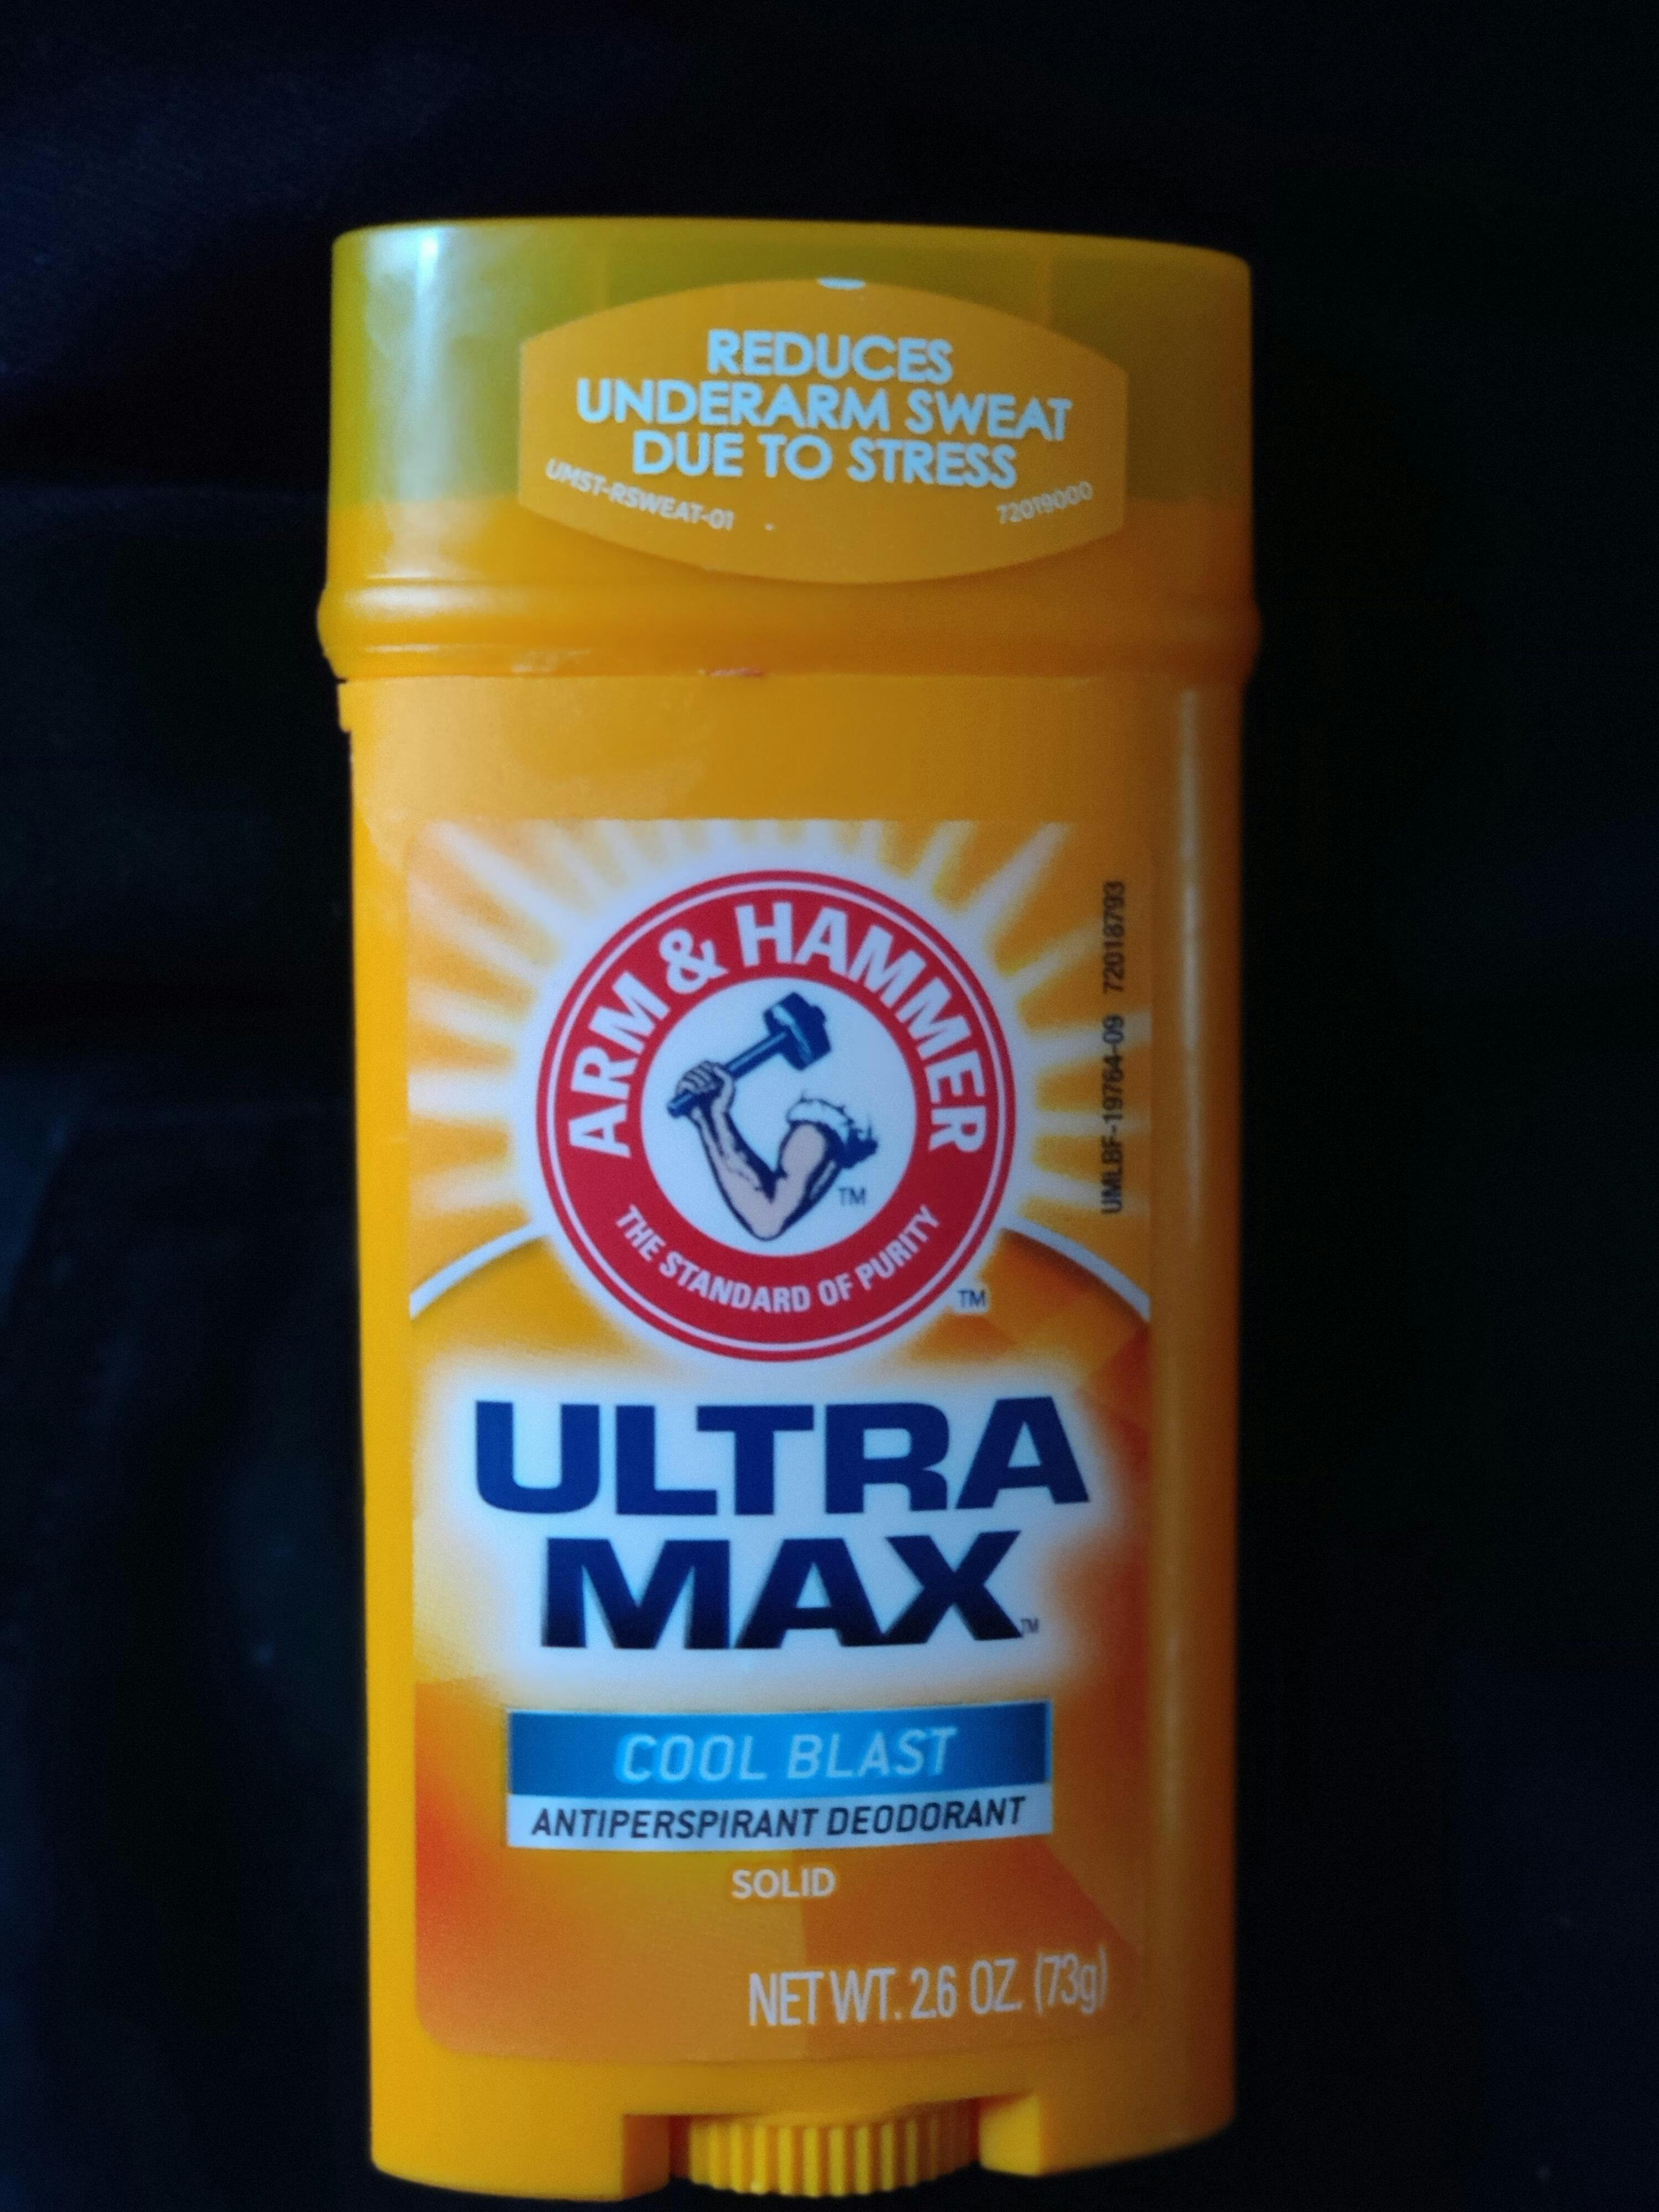 REDUCES
UNDERARM SWEAT
DUE TO STRESS
UMST-RSWEAT-01
72019000
ARM & HAMMER
TM
THE STANDARD OF PURITY
TM
UMLBF-19764-09 72018793
ULTRA
MAX TM
COOL BLAST
ANTIPERSPIRANT DEODORANT
SOLID
NET WT. 2.6 OZ. (73g)